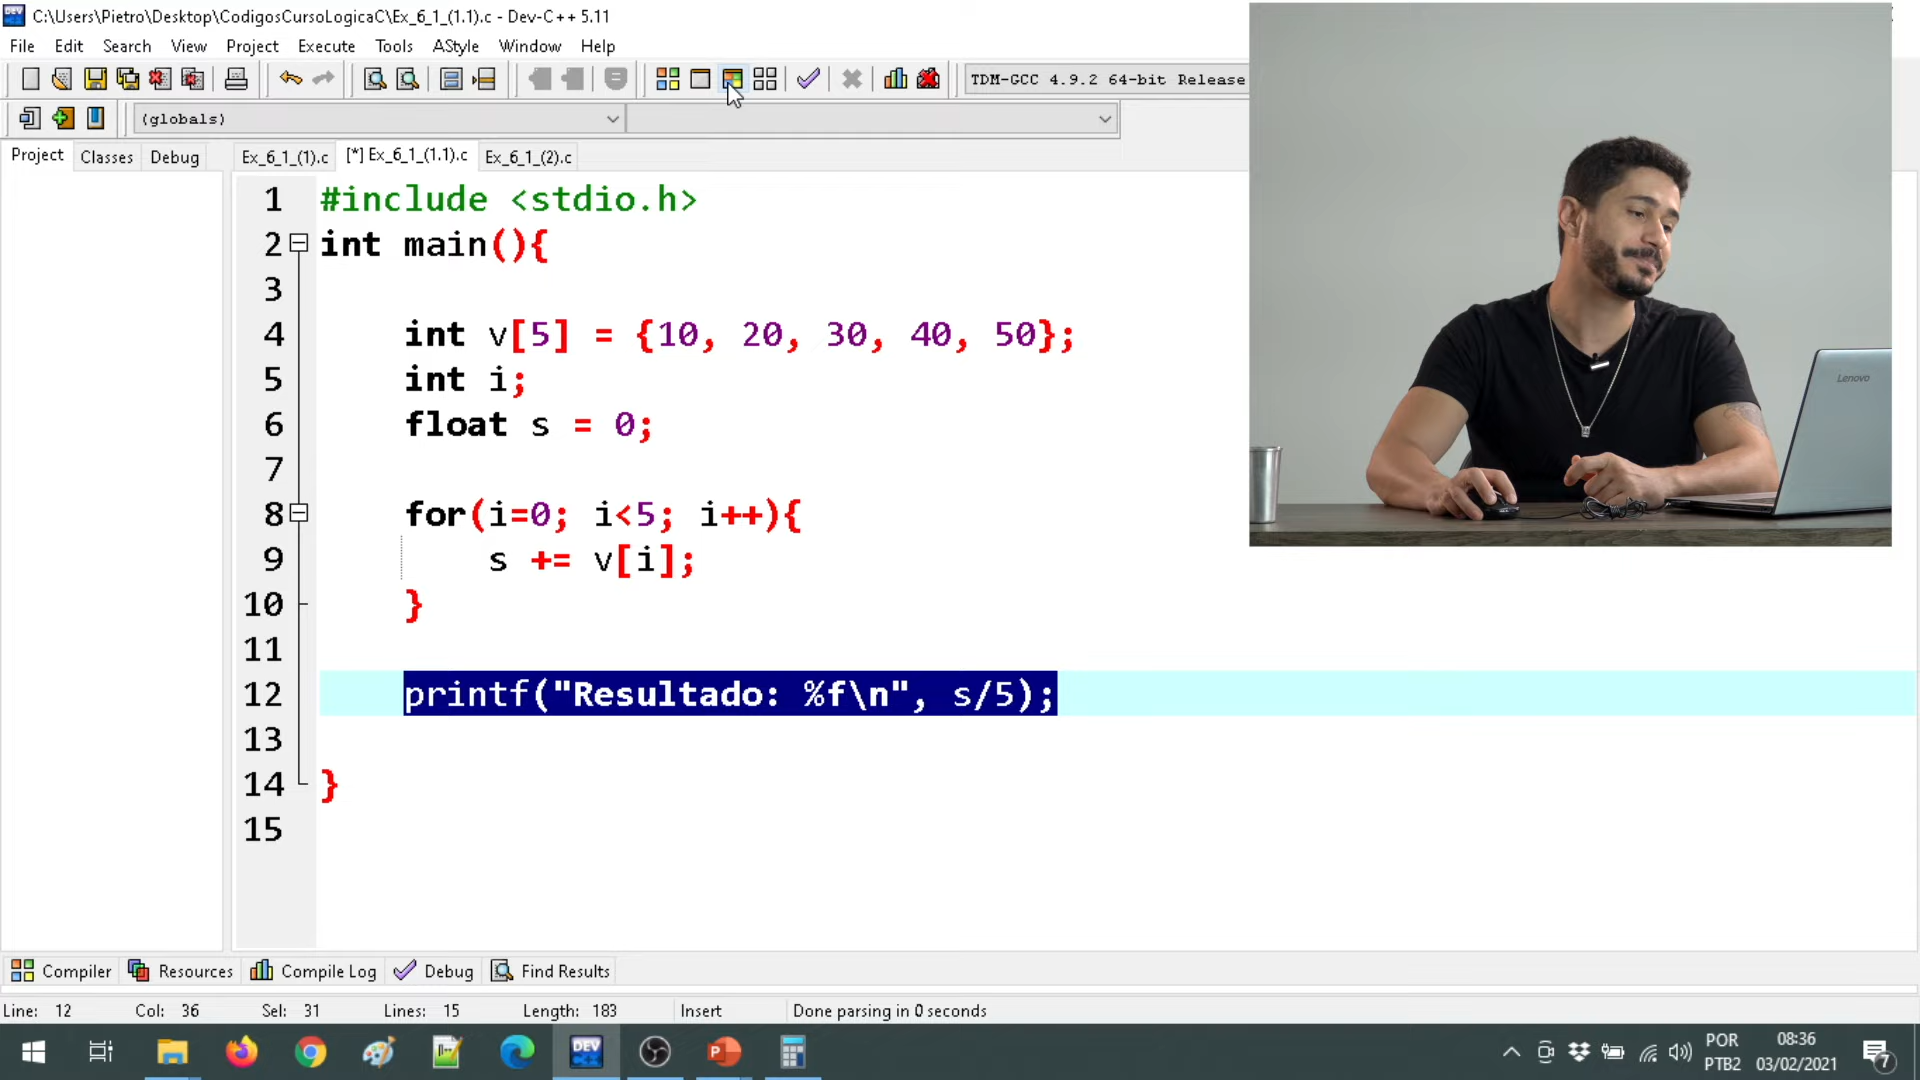 C:\Users\Pietro\Desktop\CodigosCursoLogicaC\Ex_6_1_(1.1).c - Dev-C++ 5.11
File Edit Search View Project Execute Tools AStyle Window Help
TDM-GCC 4.9.2 64-bit Release
(globals)
Project Classes Debug Ex_6_1_(1).c [*] Ex_6_1_(1.1).c Ex_6_1_(2).c
1 #include <stdio.h>
2 int main(){
3
4 int v[5] = {10, 20, 30, 40, 50};
5 int i;
6 float s = 0;
7
8 for(i=0; i<5; i++){
9 s += v[i];
10 }
11
12 printf("Resultado: %f\n", s/5);
13
14 }
15
Lenovo
Compiler Resources Compile Log Debug Find Results
Line: 12 Col: 36 Sel: 31 Lines: 15 Length: 183 Insert Done parsing in 0 seconds
DEV
P
POR
PTB2
08:36
03/02/2021
7